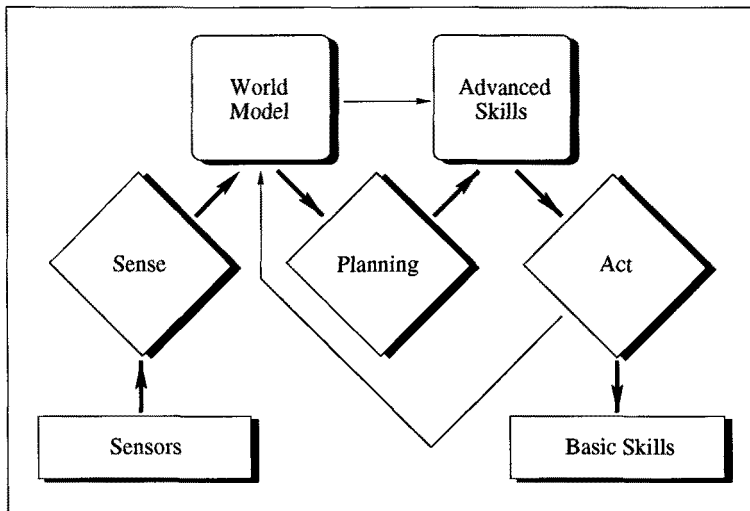 World
Model
Advanced
Skills
Sense
Planning
Act
Sensors
Basic Skills